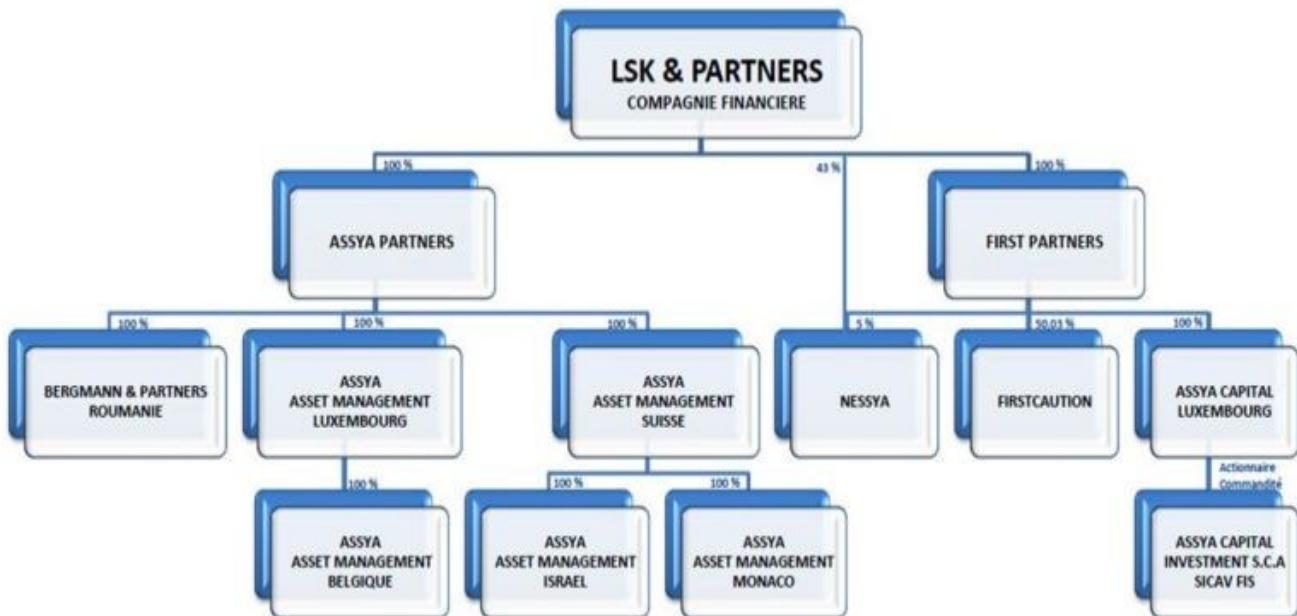 LSK & PARTNERS
COMPAGNIE FINANCIERE
100 %
43 %
100 %
ASSYA PARTNERS
FIRST PARTNERS
100 %
100 %
100 %
5 %
50,03 %
100 %
BERGMANN & PARTNERS
ROUMANIE
ASSYA
ASSET MANAGEMENT
LUXEMBOURG
ASSYA
ASSET MANAGEMENT
SUISSE
NESSYA
FIRSTCAUTION
ASSYA CAPITAL
LUXEMBOURG
100 %
100 %
100 %
Actionnaire
Commandité
ASSYA
ASSET MANAGEMENT
BELGIQUE
ASSYA
ASSET MANAGEMENT
ISRAEL
ASSYA
ASSET MANAGEMENT
MONACO
ASSYA CAPITAL
INVESTMENT S.C.A
SICAV FIS